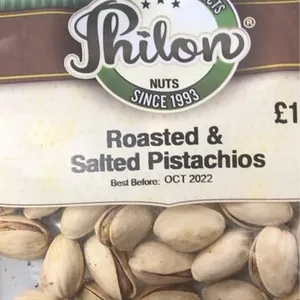 Philon®
NUTS
SINCE 1993
£1
Roasted &
Salted Pistachios
Best Before: OCT 2022